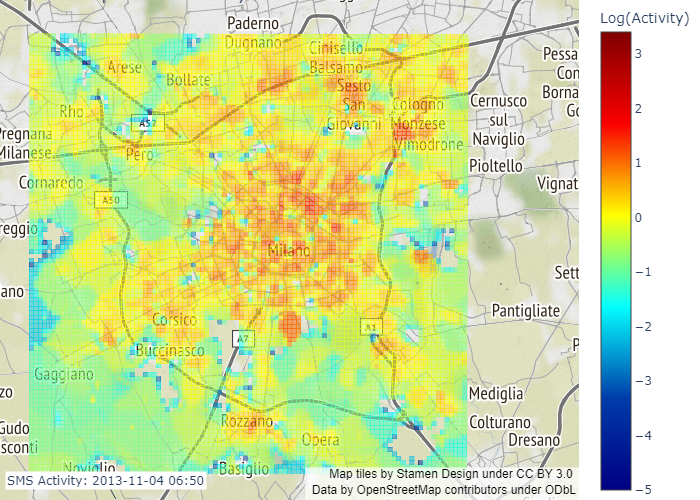 Paderno
Dugnano
Cinisello
Balsamo
Arese
Bollate
Sesto
San
Giovanni
Cologno
Monzese
Vimodrone
Cernusco
sul
Naviglio
Pioltello
Rho
A52
Pero
Pregnana
Milanese
Cornaredo
A50
Milano
Corsico
Buccinasco
A7
A1
Gaggiano
Rozzano
Opera
Noviglio
Basiglio
Pantigliate
Mediglia
Colturano
Dresano
Vignat
Pessa
Con
Borna
Go
Sett
P
reggio
ano
zo
Gudo
sconti
Log(Activity)
3
2
1
0
−1
−2
−3
−4
−5
SMS Activity: 2013-11-04 06:50
Map tiles by Stamen Design under CC BY 3.0
Data by OpenStreetMap contributors under ODbL